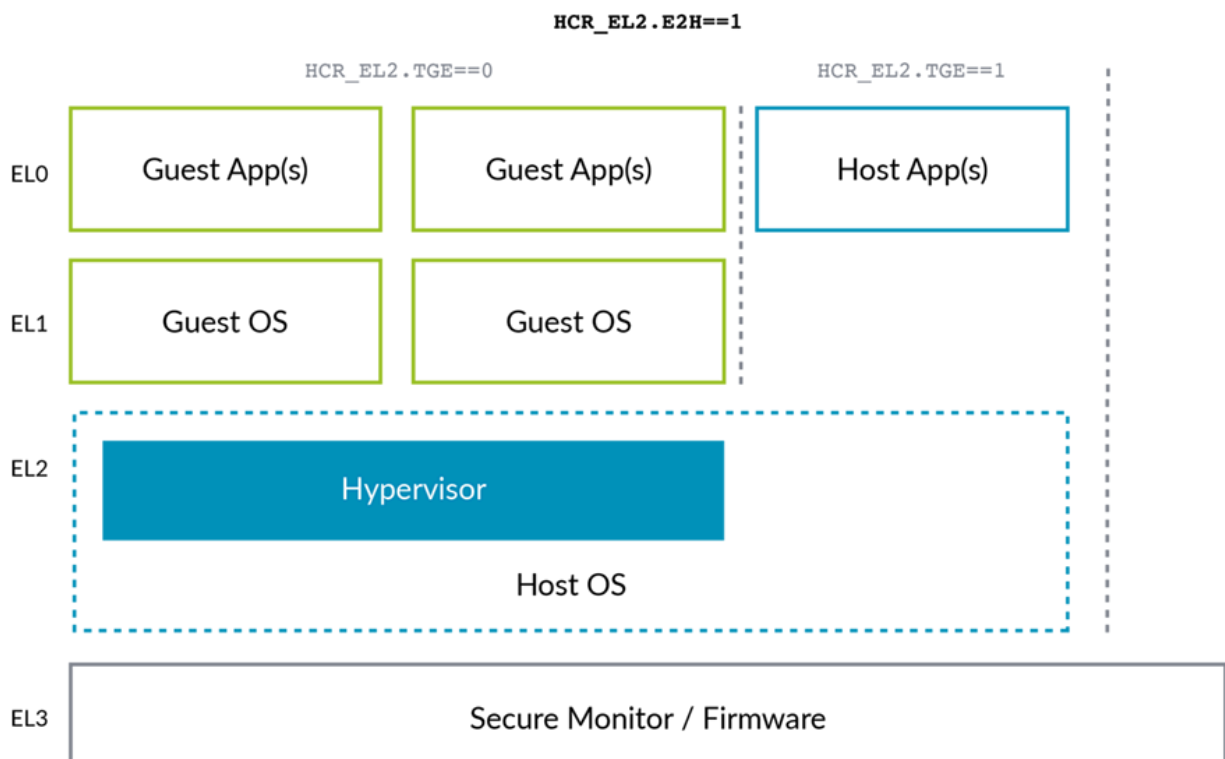 HCR_EL2.E2H==1
HCR_EL2.TGE==0
HCR_EL2.TGE==1
EL0
Guest App(s)
Guest App(s)
Host App(s)
EL1
Guest OS
Guest OS
EL2
Hypervisor
Host OS
EL3
Secure Monitor / Firmware